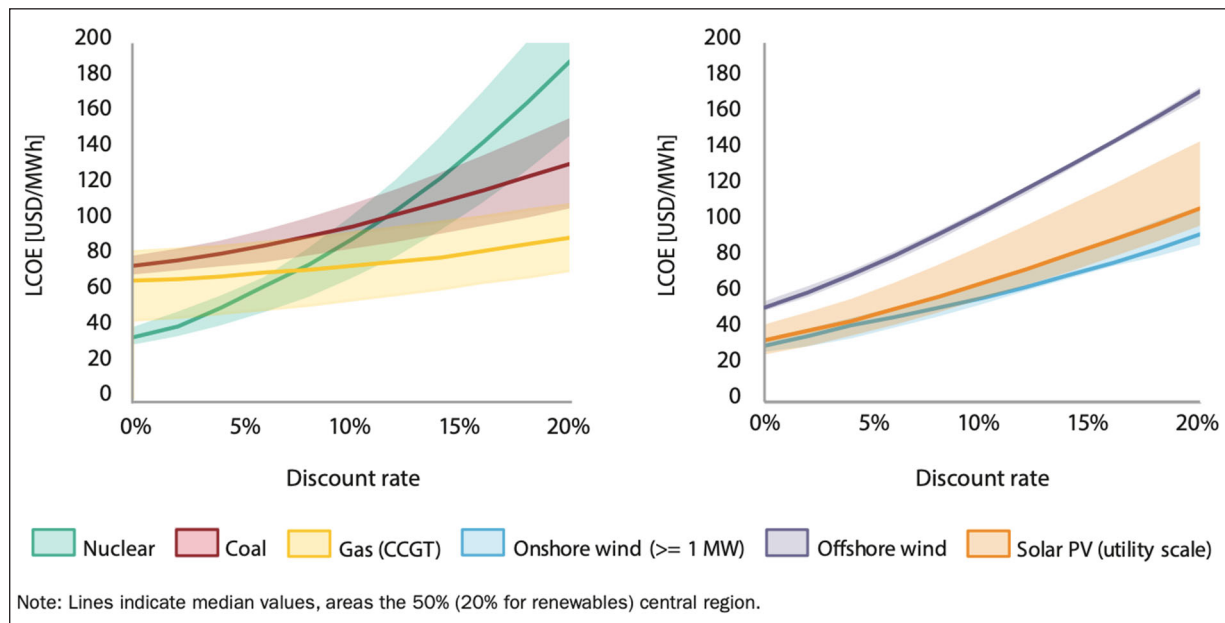 200
180
160
140
120
100
80
60
40
20
0
LCOE [USD/MWh]
0% 5% 10% 15% 20%
Discount rate
200
180
160
140
120
100
80
60
40
20
0
LCOE [USD/MWh]
0% 5% 10% 15% 20%
Discount rate
Nuclear Coal Gas (CCGT) Onshore wind (>= 1 MW) Offshore wind Solar PV (utility scale)
Note: Lines indicate median values, areas the 50% (20% for renewables) central region.